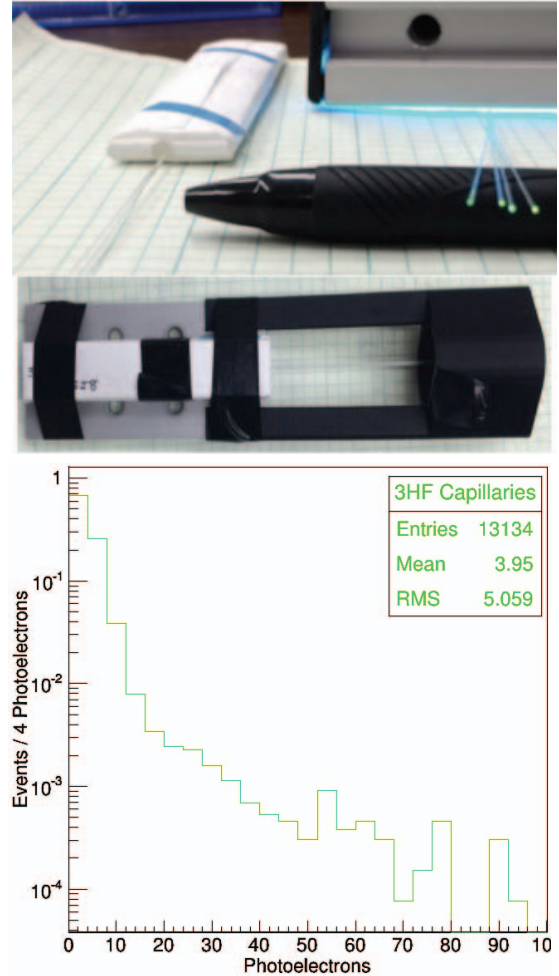 1
10-1
10-2
10-3
10-4
Events / 4 Photoelectrons
3HF Capillaries
Entries 13134
Mean 3.95
RMS 5.059
0 10 20 30 40 50 60 70 80 90 100
Photoelectrons